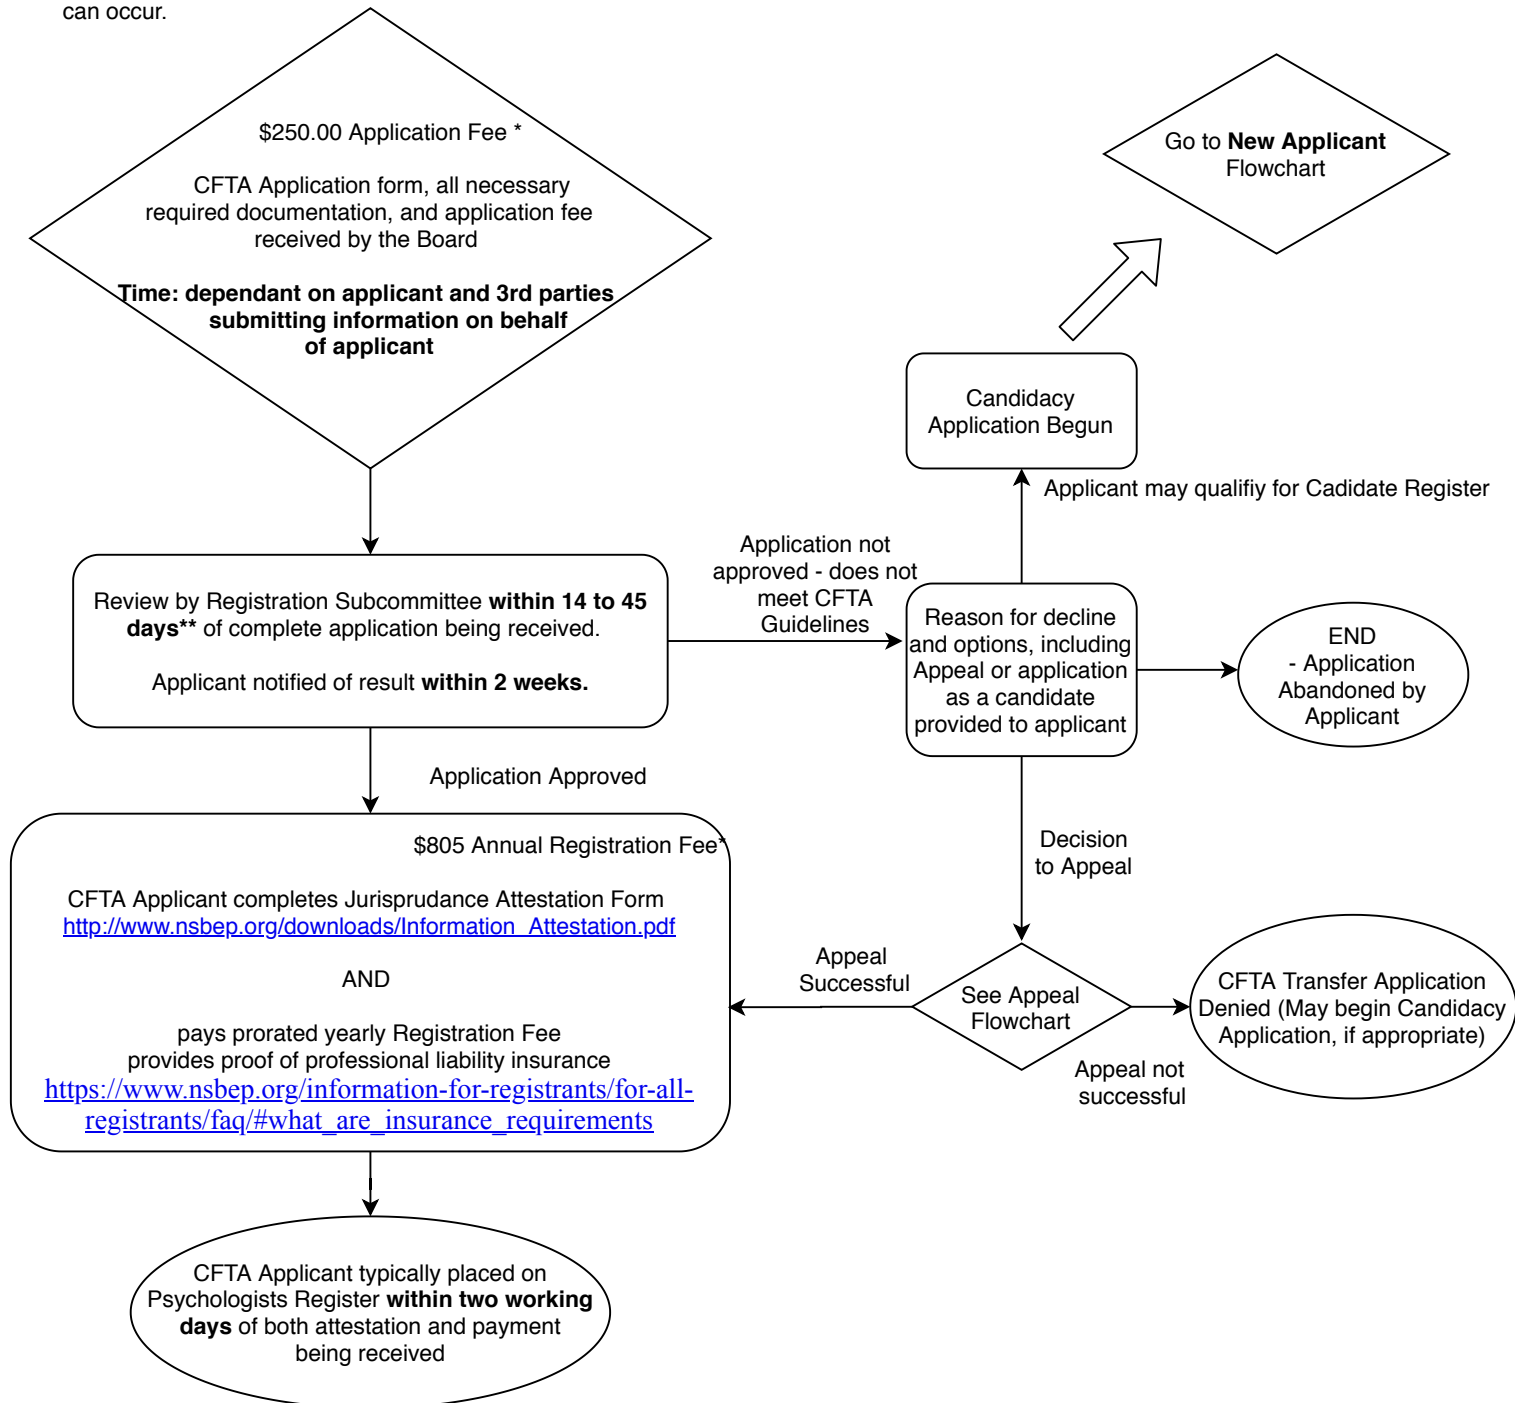 can occur.
$250.00 Application Fee *
CFTA Application form, all necessary
required documentation, and application fee
received by the Board
Time: dependant on applicant and 3rd parties
submitting information on behalf
of applicant
Go to New Applicant
Flowchart
Candidacy
Application Begun
Applicant may qualifiy for Cadidate Register
Application not
approved - does not
meet CFTA
Guidelines
Review by Registration Subcommittee within 14 to 45
days** of complete application being received.
Applicant notified of result within 2 weeks.
Reason for decline
and options, including
Appeal or application
as a candidate
provided to applicant
END
- Application
Abandoned by
Applicant
Application Approved
Decision
to Appeal
$805 Annual Registration Fee*
CFTA Applicant completes Jurisprudance Attestation Form
http://www.nsbep.org/downloads/Information_Attestation.pdf
AND
pays prorated yearly Registration Fee
provides proof of professional liability insurance
https://www.nsbep.org/information-for-registrants/for-all-
registrants/faq/#what_are_insurance_requirements
Appeal
Successful
See Appeal
Flowchart
Appeal not
successful
CFTA Transfer Application
Denied (May begin Candidacy
Application, if appropriate)
CFTA Applicant typically placed on
Psychologists Register within two working
days of both attestation and payment
being received